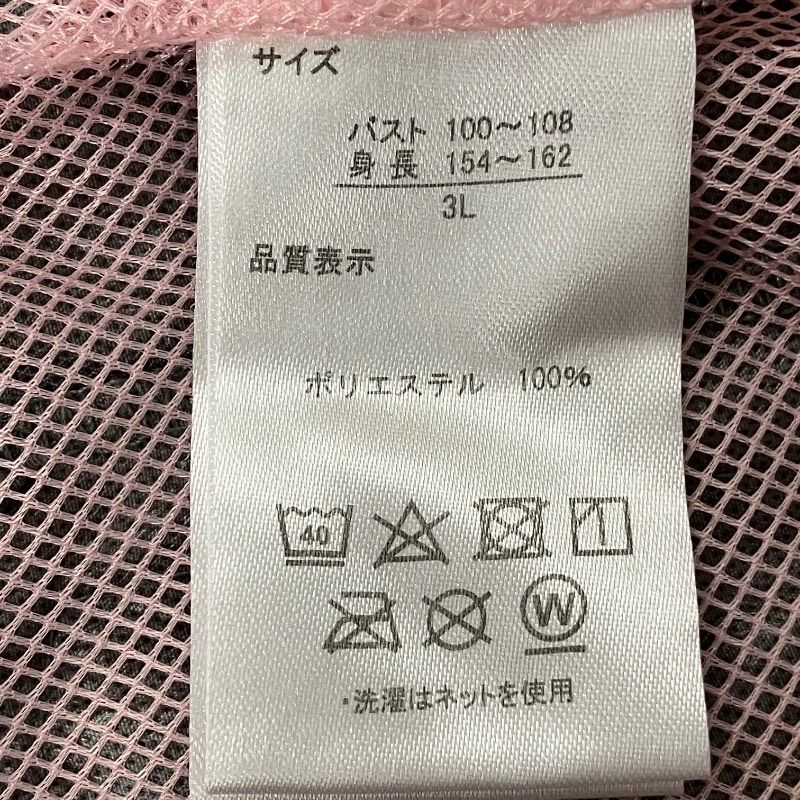 サイズ
バスト 100〜108
身長 154〜162
3L
品質表示
ポリエステル 100%
40
W
・洗濯はネットを使用